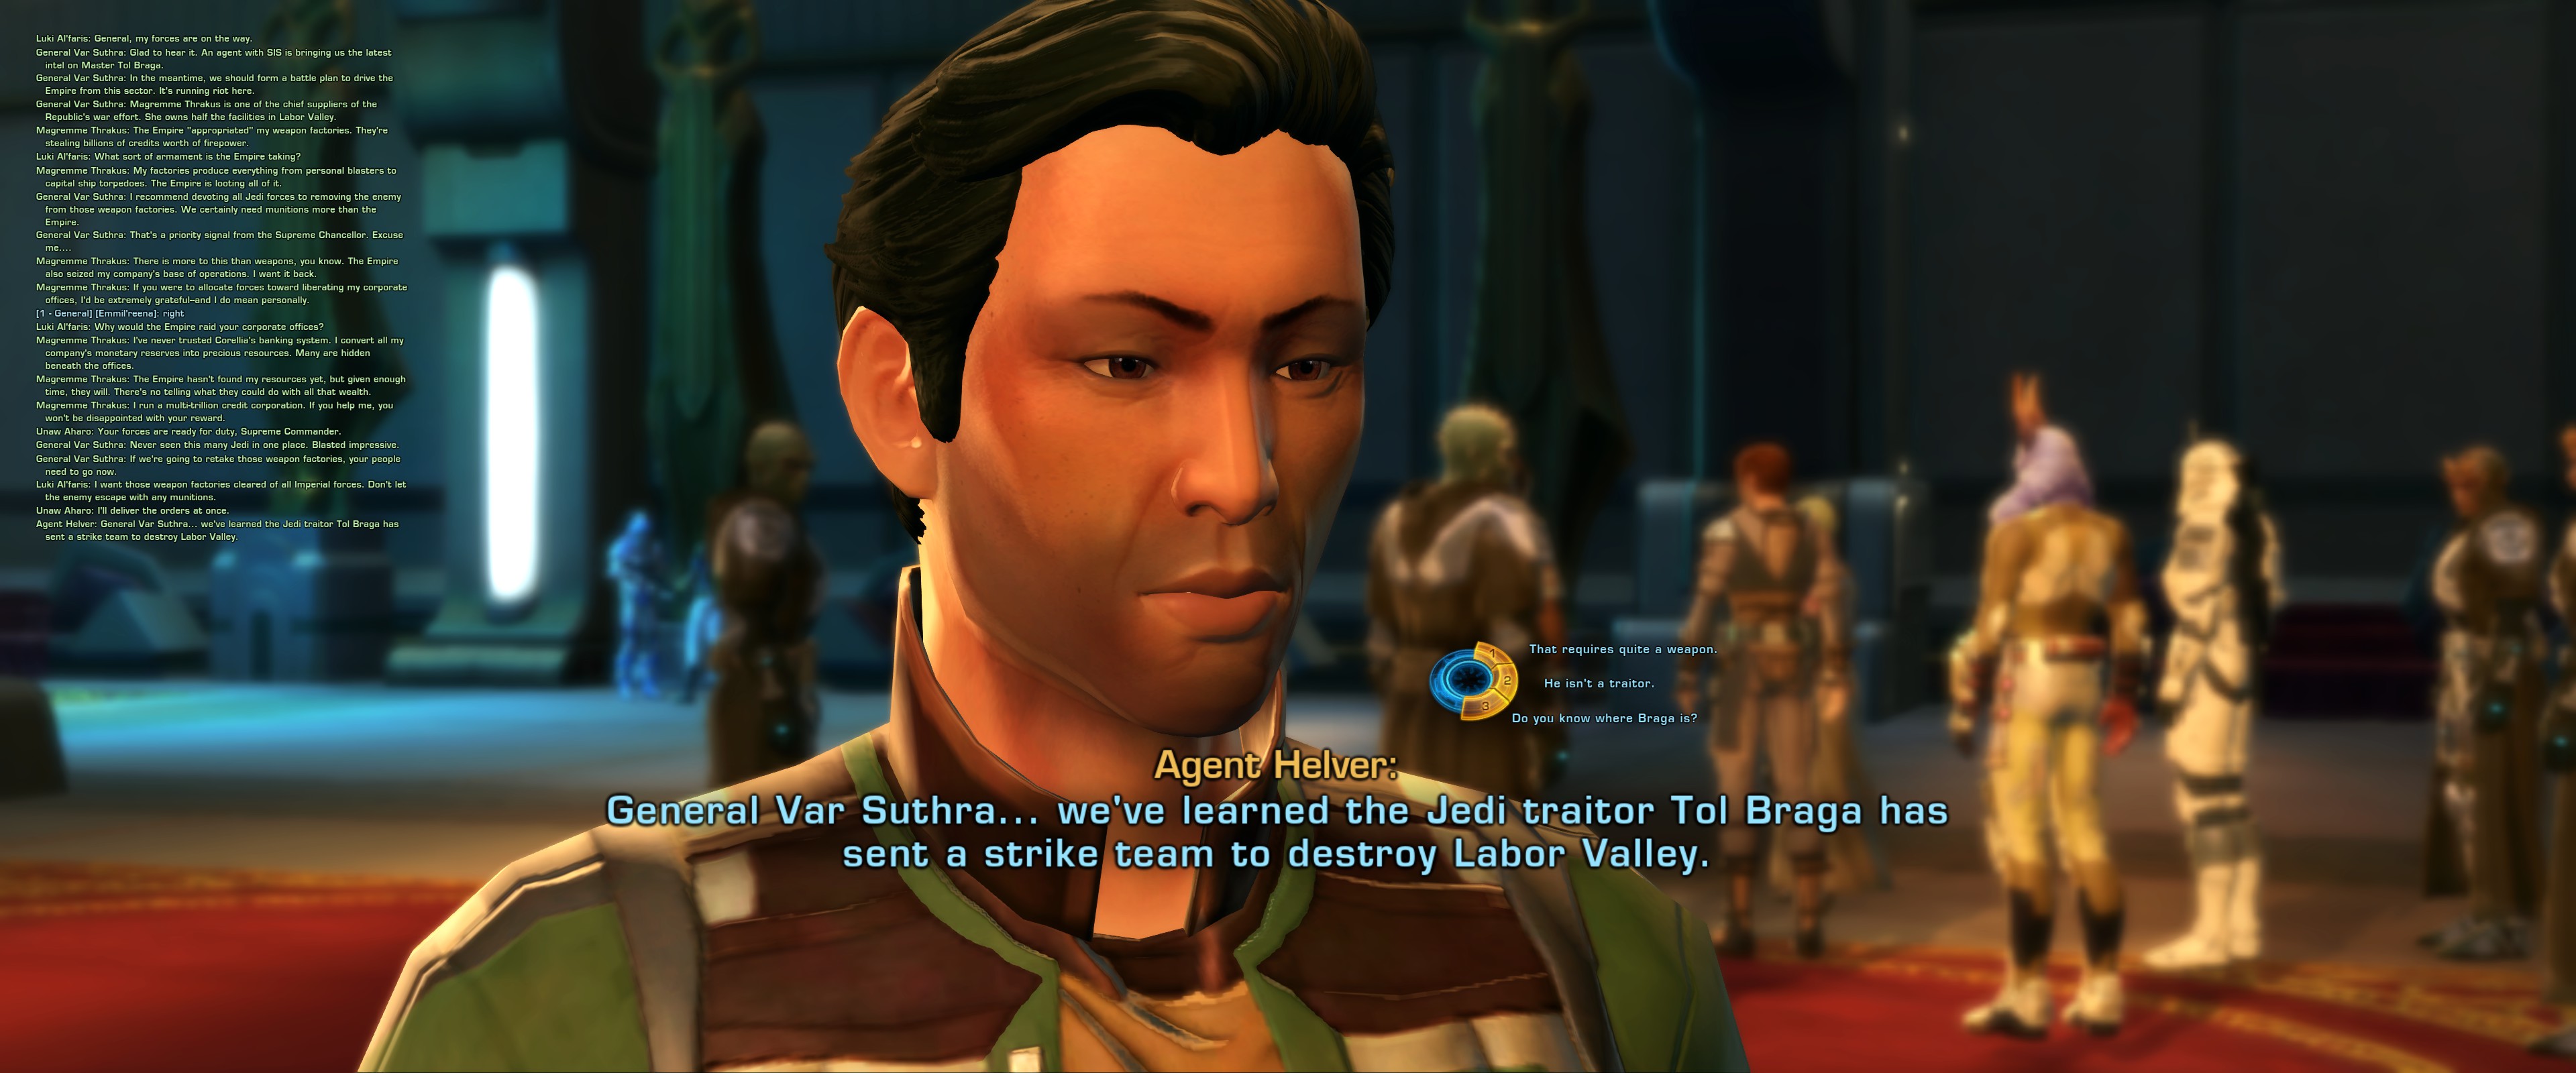 Luki Al'faris: General, my forces are on the way.
General Var Suthra: Glad to hear it. An agent with SIS is bringing us the latest
intel on Master Tol Braga.
General Var Suthra: In the meantime, we should form a battle plan to drive the
Empire from this sector. It's running riot here.
General Var Suthra: Magremme Thrakus is one of the chief suppliers of the
Republic's war effort. She owns half the facilities in Labor Valley.
Magremme Thrakus: The Empire "appropriated" my weapon factories. They're
stealing billions of credits worth of firepower.
Luki Al'faris: What sort of armament is the Empire taking?
Magremme Thrakus: My factories produce everything from personal blasters to
capital ship torpedoes. The Empire is looting all of it.
General Var Suthra: I recommend devoting all Jedi forces to removing the enemy
from those weapon factories. We certainly need munitions more than the
Empire.
General Var Suthra: That's a priority signal from the Supreme Chancellor. Excuse
me....
Magremme Thrakus: There is more to this than weapons, you know. The Empire
also seized my company's base of operations. I want it back.
Magremme Thrakus: If you were to allocate forces toward liberating my corporate
offices, I'd be extremely grateful–and I do mean personally.
[1 - General] [Emmil'reena]: right
Luki Al'faris: Why would the Empire raid your corporate offices?
Magremme Thrakus: I've never trusted Corellia's banking system. I convert all my
company's monetary reserves into precious resources. Many are hidden
beneath the offices.
Magremme Thrakus: The Empire hasn't found my resources yet, but given enough
time, they will. There's no telling what they could do with all that wealth.
Magremme Thrakus: I run a multi-trillion credit corporation. If you help me, you
won't be disappointed with your reward.
Unaw Aharo: Your forces are ready for duty, Supreme Commander.
General Var Suthra: Never seen this many Jedi in one place. Blasted impressive.
General Var Suthra: If we're going to retake those weapon factories, your people
need to go now.
Luki Al'faris: I want those weapon factories cleared of all Imperial forces. Don't let
the enemy escape with any munitions.
Unaw Aharo: I'll deliver the orders at once.
Agent Helver: General Var Suthra... we've learned the Jedi traitor Tol Braga has
sent a strike team to destroy Labor Valley.
1 That requires quite a weapon.
2 He isn't a traitor.
3 Do you know where Braga is?
Agent Helver:
General Var Suthra... we've learned the Jedi traitor Tol Braga has
sent a strike team to destroy Labor Valley.